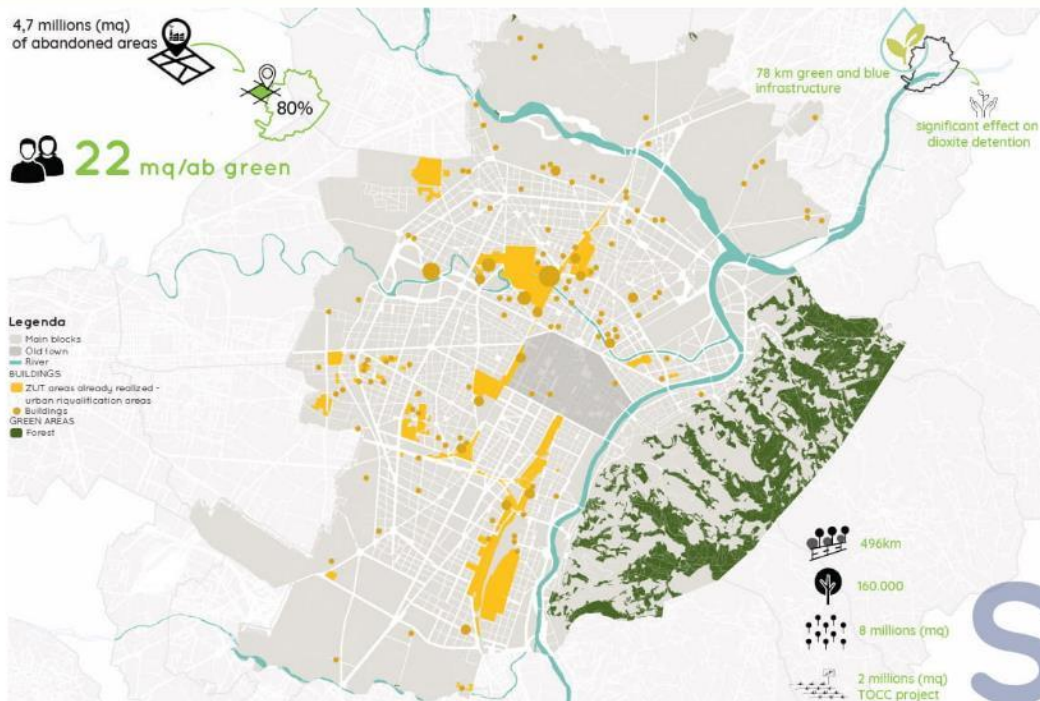 4,7 millions (mq)
of abandoned areas
80%
22 mq/ab green
78 km green and blue
infrastructure
significant effect on
dioxite detention
Legenda
Main blocks
Old town
River
BUILDINGS
ZUT areas already realized -
urban riqualification areas
Buildings
GREEN AREAS
Forest
496km
160.000
8 millions (mq)
2 millions (mq)
TOCC project
S